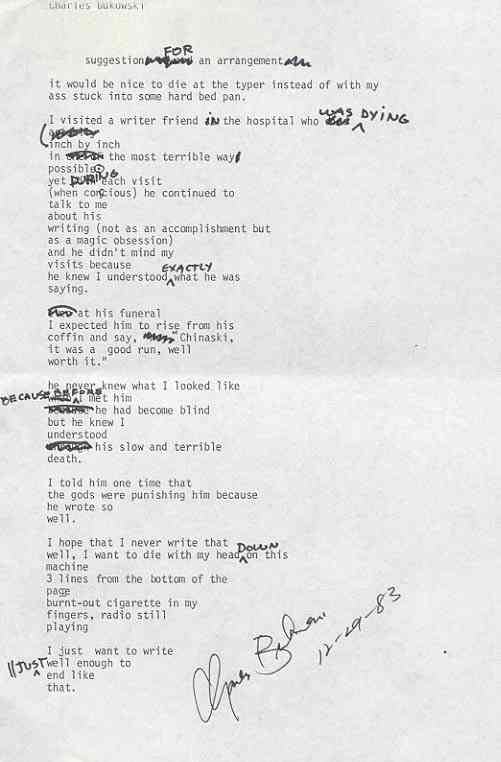 Charles Bukowski
suggestion FOR an arrangement
it would be nice to die at the typer instead of with my
ass stuck into some hard bed pan.
I visited a writer friend in the hospital who WAS DYING
inch by inch
in the most terrible way
possible.
yet DURING each visit
(when conscious) he continued to
talk to me
about his
writing (not as an accomplishment but
as a magic obsession)
and he didn't mind my
visits because
he knew I understood EXACTLY what he was
saying.
at his funeral
I expected him to rise from his
coffin and say, "Chinaski,
it was a good run, well
worth it."
he never knew what I looked like
BECAUSE BEFORE I met him
he had become blind
but he knew I
understood
his slow and terrible
death.
I told him one time that
the gods were punishing him because
he wrote so
well.
I hope that I never write that
well, I want to die with my head DOWN on this
machine
3 lines from the bottom of the
page
burnt-out cigarette in my
fingers, radio still
playing
I just want to write
JUST well enough to
end like
that.
Charles Bukowski
12-29-83